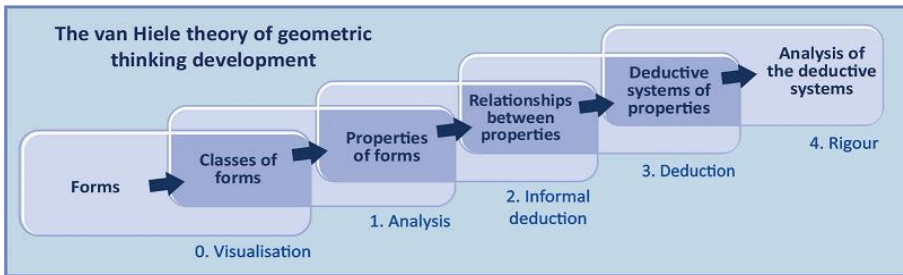 The van Hiele theory of geometric
thinking development
Forms
Classes of
forms
Properties
of forms
Relationships
between
properties
Deductive
systems of
properties
Analysis of
the deductive
systems
0. Visualisation
1. Analysis
2. Informal
deduction
3. Deduction
4. Rigour